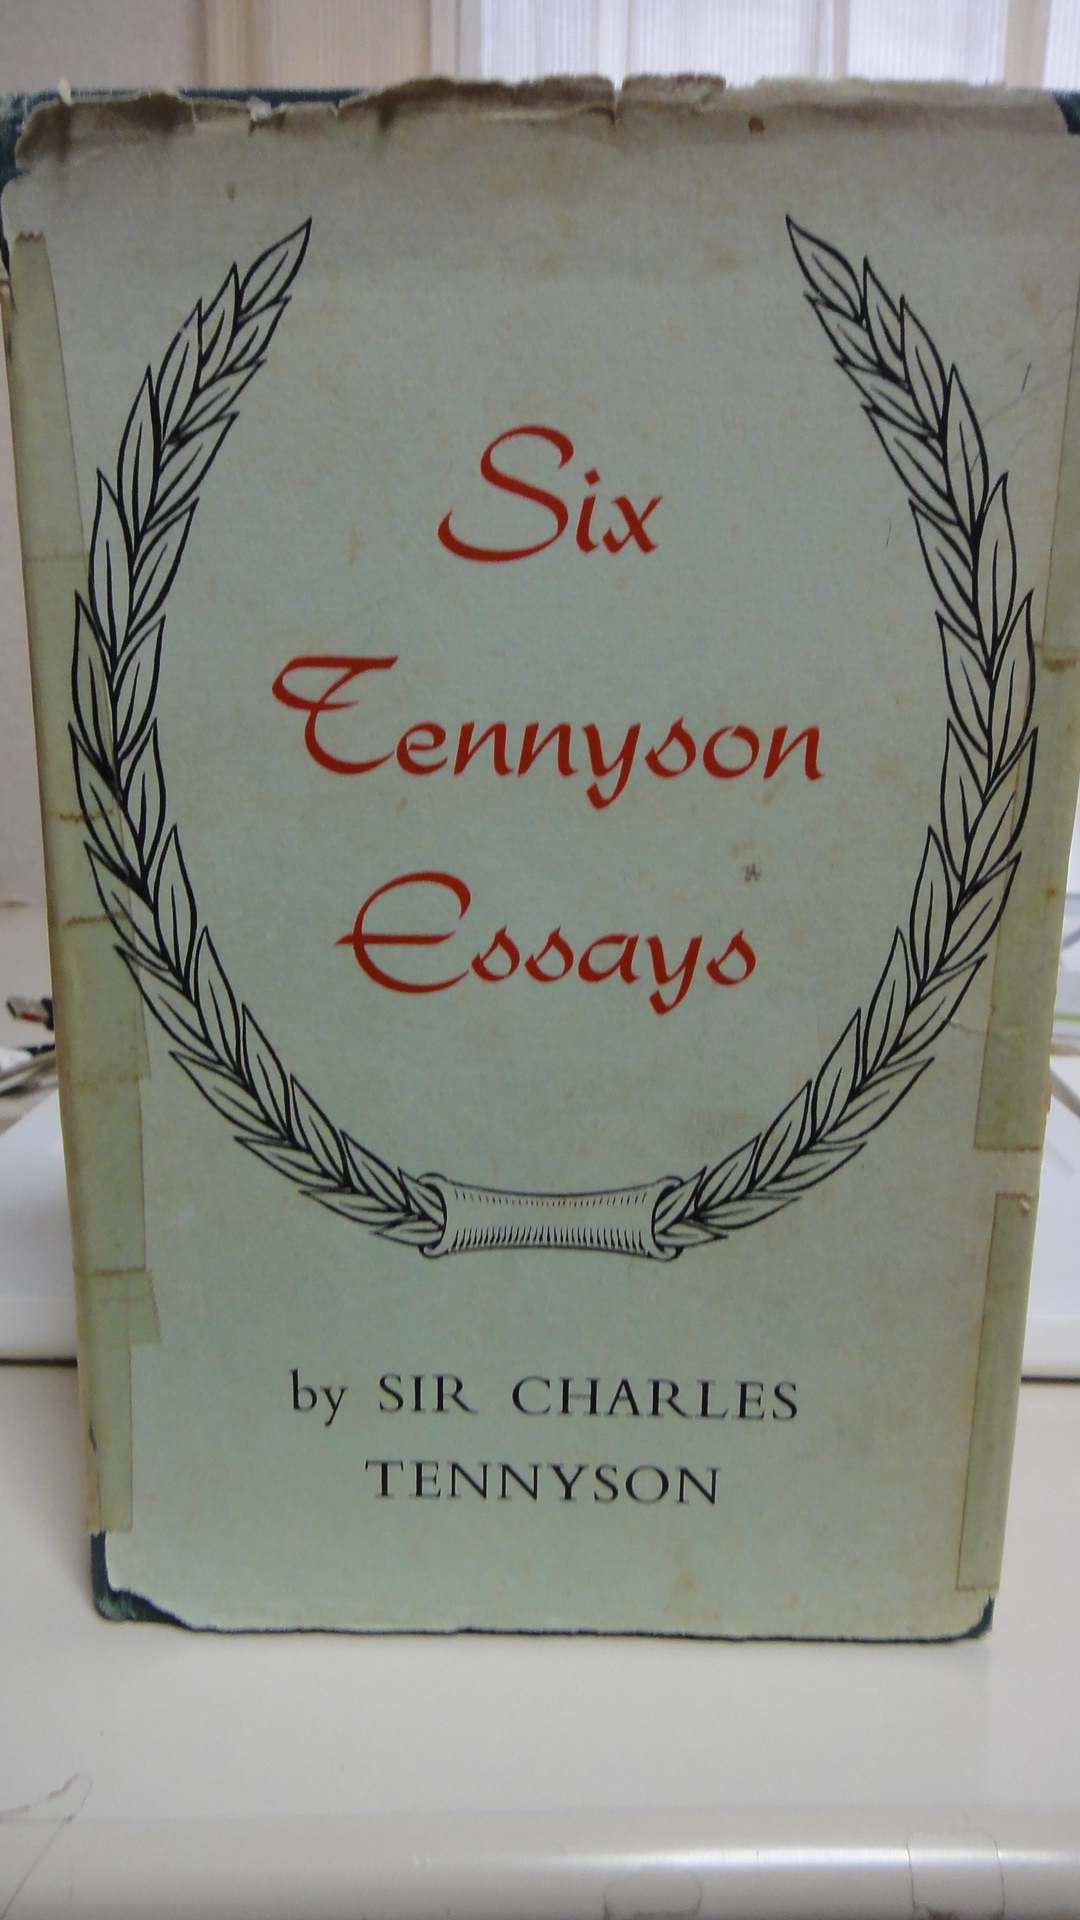 Six
Tennyson
Essays
by SIR CHARLES
TENNYSON